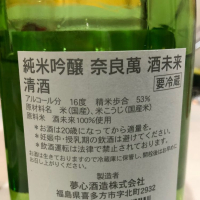 純米吟醸 奈良萬 酒未来
清酒
要冷蔵
アルコール分 16度 精米歩合 53%
原材料 米(国産)、米こうじ(国産米)
原料米 酒未来100%使用
●お酒は20歳になってから適量を。
●妊娠中・授乳期の飲酒は避けてください。
●飲酒運転は法律で禁止されております。
製造者
夢心酒造株式会社
福島県喜多方市字北町2932